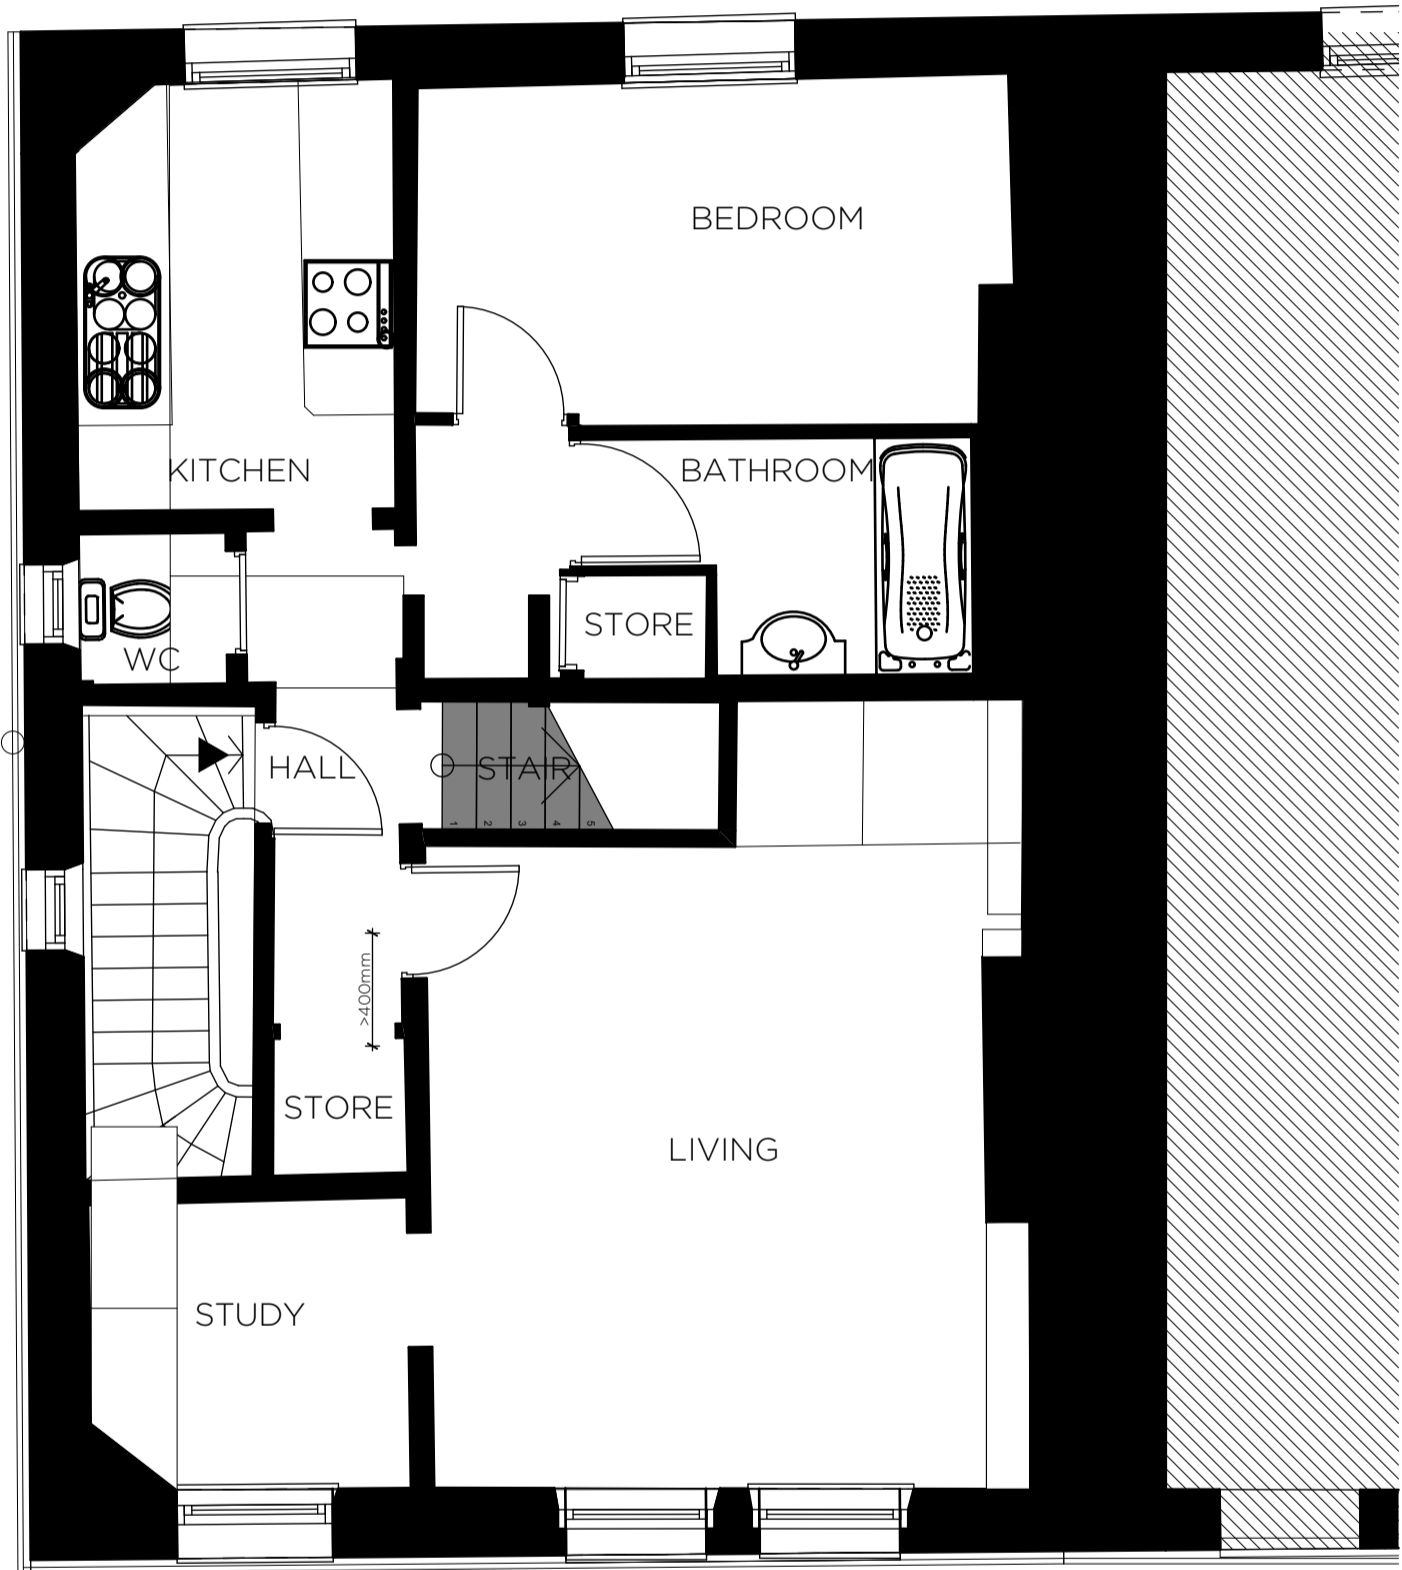 BEDROOM
KITCHEN
BATHROOM
STORE
WC
HALL
STAIR
1 2 3 4 5
>400mm
STORE
LIVING
STUDY